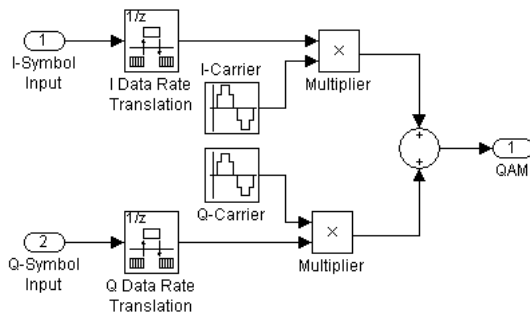 1
I-Symbol
Input
1/z
I Data Rate
Translation
I-Carrier
×
Multiplier
Q-Carrier
×
Multiplier
+
+
1
QAM
2
Q-Symbol
Input
1/z
Q Data Rate
Translation